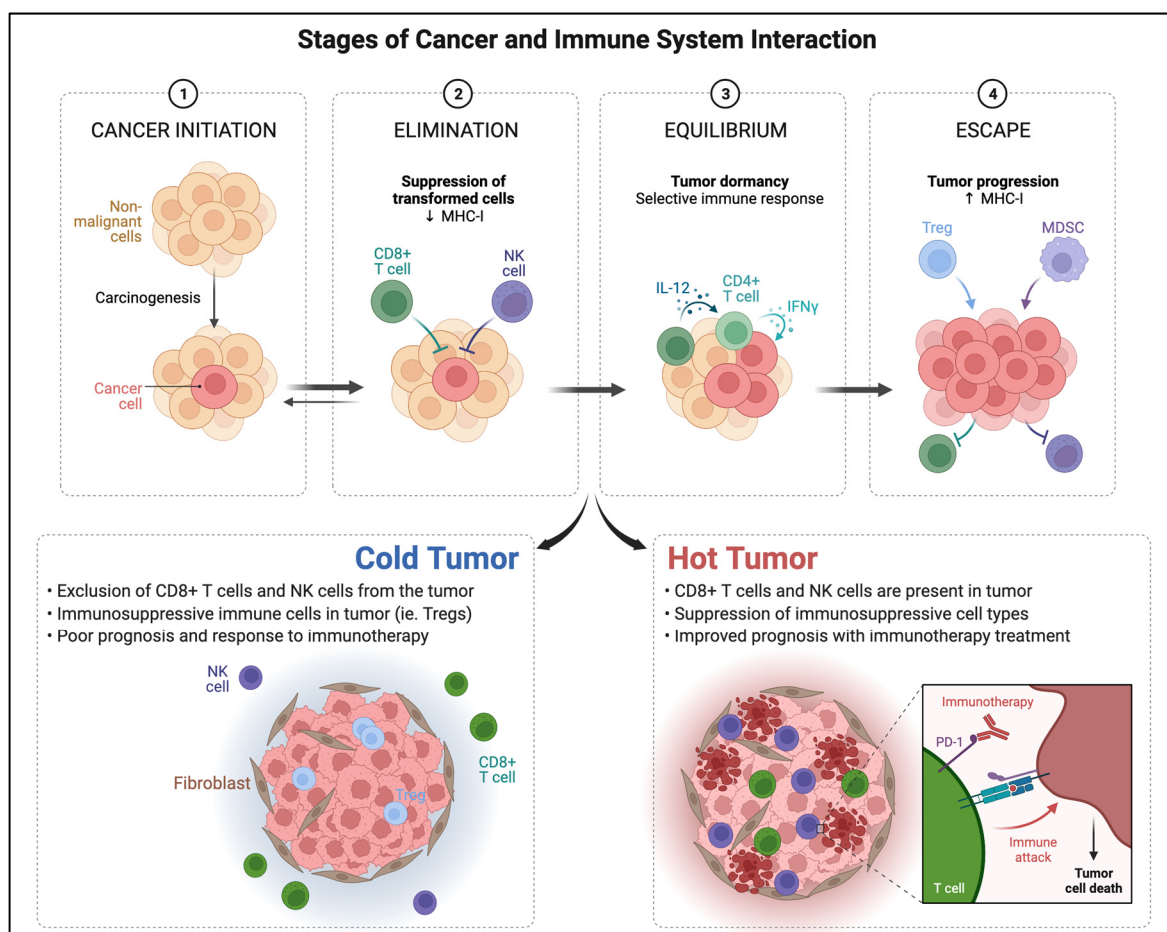 Stages of Cancer and Immune System Interaction
1
CANCER INITIATION
Non-
malignant
cells
Carcinogenesis
Cancer
cell
2
ELIMINATION
Suppression of
transformed cells
↓ MHC-I
CD8+
T cell
NK
cell
3
EQUILIBRIUM
Tumor dormancy
Selective immune response
IL-12
CD4+
T cell
IFNγ
4
ESCAPE
Tumor progression
↑ MHC-I
Treg
MDSC
Cold Tumor
• Exclusion of CD8+ T cells and NK cells from the tumor
• Immunosuppressive immune cells in tumor (ie. Tregs)
• Poor prognosis and response to immunotherapy
NK
cell
CD8+
T cell
Fibroblast
Treg
Hot Tumor
• CD8+ T cells and NK cells are present in tumor
• Suppression of immunosuppressive cell types
• Improved prognosis with immunotherapy treatment
Immunotherapy
PD-1
Immune
attack
T cell
Tumor
cell death